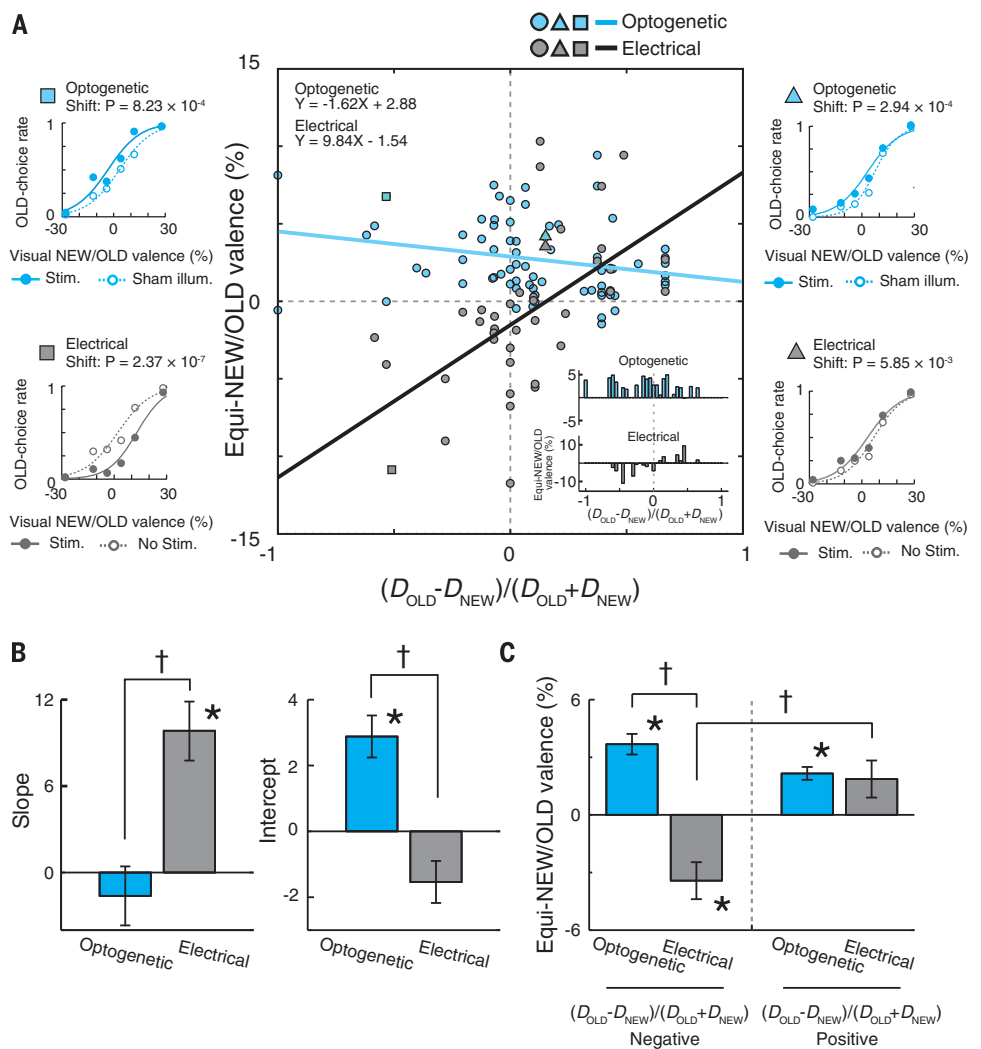 A
Optogenetic
Electrical
Optogenetic
Shift: P = 8.23 × 10-4
OLD-choice rate
1
0
-30
0
30
Visual NEW/OLD valence (%)
Stim.
Sham illum.
Electrical
Shift: P = 2.37 × 10-7
OLD-choice rate
1
0
-30
0
30
Visual NEW/OLD valence (%)
Stim.
No Stim.
15
0
-15
Equi-NEW/OLD valence (%)
Optogenetic
Y = -1.62X + 2.88
Electrical
Y = 9.84X - 1.54
Optogenetic
5
-5
Electrical
10
-10
Equi-NEW/OLD
valence (%)
-1
0
1
(DOLD-DNEW)/(DOLD+DNEW)
-1
0
1
(DOLD-DNEW)/(DOLD+DNEW)
Optogenetic
Shift: P = 2.94 × 10-4
OLD-choice rate
1
0
-30
0
30
Visual NEW/OLD valence (%)
Stim.
Sham illum.
Electrical
Shift: P = 5.85 × 10-3
OLD-choice rate
1
0
-30
0
30
Visual NEW/OLD valence (%)
Stim.
No Stim.
B
Slope
12
6
0
†
*
Optogenetic
Electrical
Intercept
4
2
0
-2
†
*
Optogenetic
Electrical
C
Equi-NEW/OLD valence (%)
6
0
-6
†
†
*
*
*
Optogenetic
Electrical
Optogenetic
Electrical
(DOLD-DNEW)/(DOLD+DNEW)
Negative
(DOLD-DNEW)/(DOLD+DNEW)
Positive